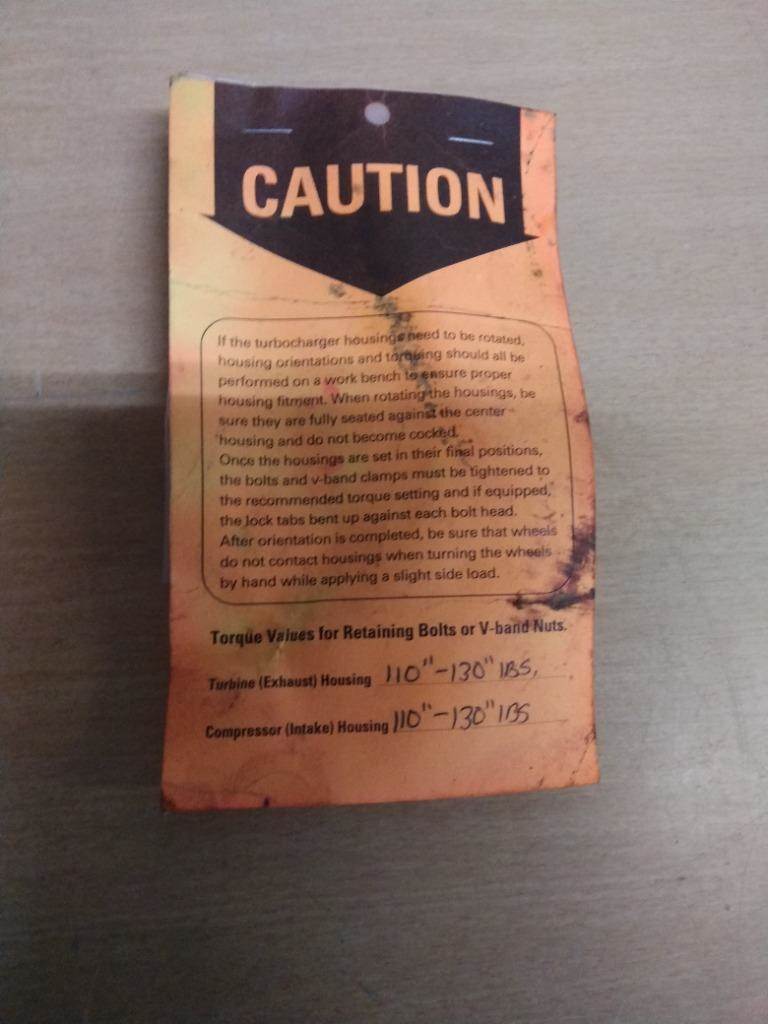 CAUTION
If the turbocharger housings need to be rotated,
housing orientations and torquing should all be
performed on a work bench to ensure proper
housing fitment. When rotating the housings, be
sure they are fully seated against the center
housing and do not become cocked.
Once the housings are set in their final positions,
the bolts and v-band clamps must be tightened to
the recommended torque setting and if equipped,
the lock tabs bent up against each bolt head.
After orientation is completed, be sure that wheels
do not contact housings when turning the wheels
by hand while applying a slight side load.
Torque Values for Retaining Bolts or V-band Nuts.
Turbine (Exhaust) Housing 110"-130" lBS,
Compressor (Intake) Housing 110"-130" lBS